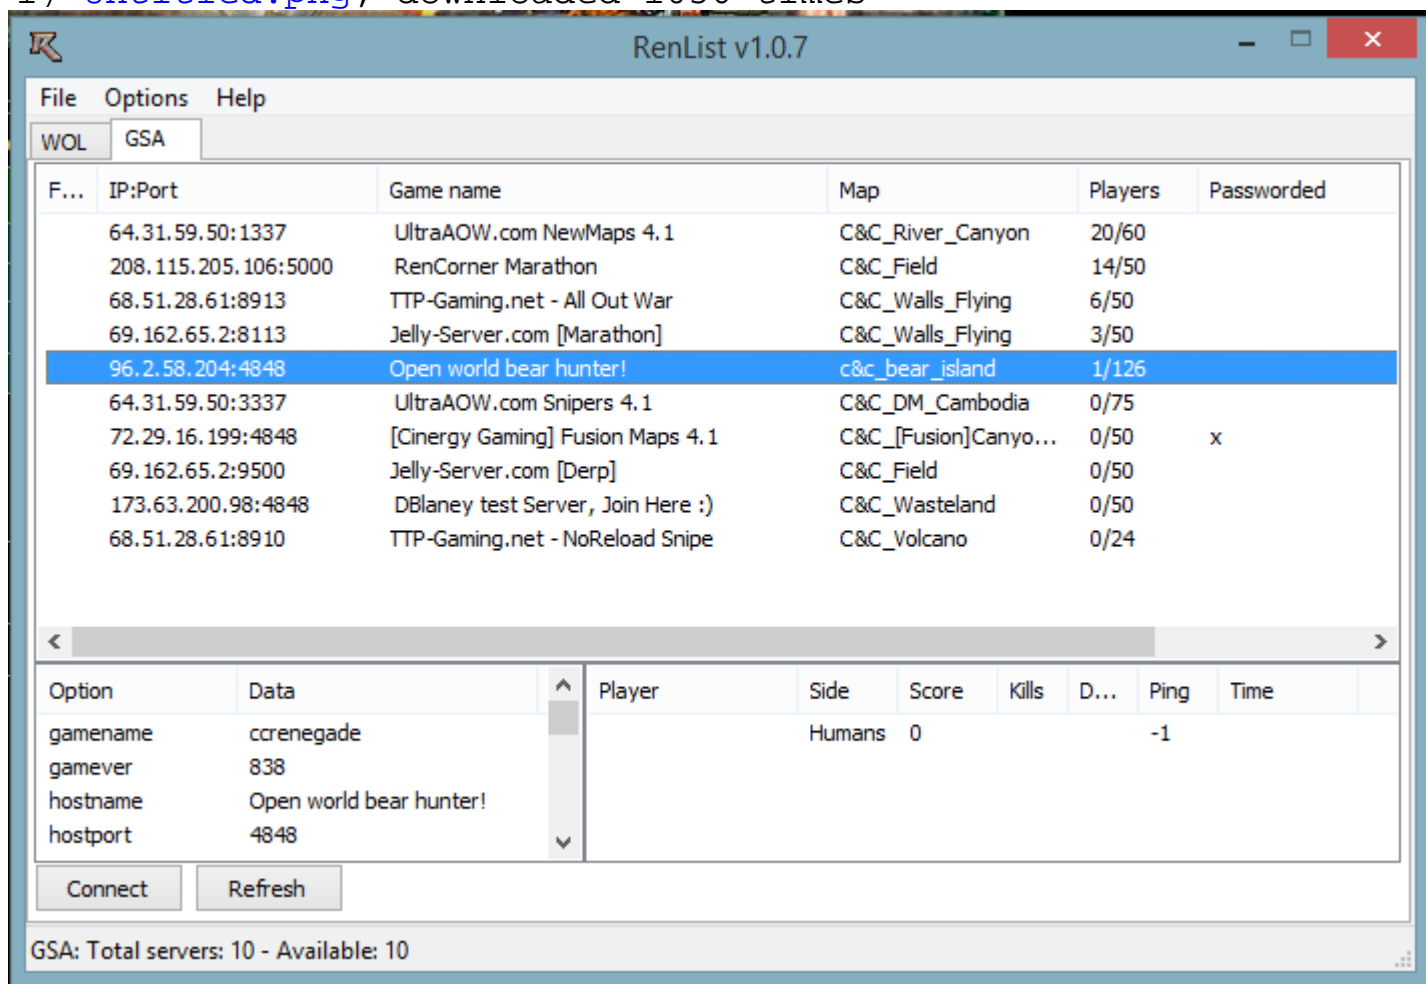 1) Untitled.png, downloaded 1030 times
RenList v1.0.7
File Options Help
WOL GSA
F... IP:Port Game name Map Players Passworded
64.31.59.50:1337 UltraAOW.com NewMaps 4.1 C&C_River_Canyon 20/60
208.115.205.106:5000 RenCorner Marathon C&C_Field 14/50
68.51.28.61:8913 TTP-Gaming.net - All Out War C&C_Walls_Flying 6/50
69.162.65.2:8113 Jelly-Server.com [Marathon] C&C_Walls_Flying 3/50
96.2.58.204:4848 Open world bear hunter! c&c_bear_island 1/126
64.31.59.50:3337 UltraAOW.com Snipers 4.1 C&C_DM_Cambodia 0/75
72.29.16.199:4848 [Cinergy Gaming] Fusion Maps 4.1 C&C_[Fusion]Canyo... 0/50 x
69.162.65.2:9500 Jelly-Server.com [Derp] C&C_Field 0/50
173.63.200.98:4848 DBlaney test Server, Join Here :) C&C_Wasteland 0/50
68.51.28.61:8910 TTP-Gaming.net - NoReload Snipe C&C_Volcano 0/24
Option Data Player Side Score Kills D... Ping Time
gamename ccrenegade Humans 0 -1
gamever 838
hostname Open world bear hunter!
hostport 4848
Connect Refresh
GSA: Total servers: 10 - Available: 10